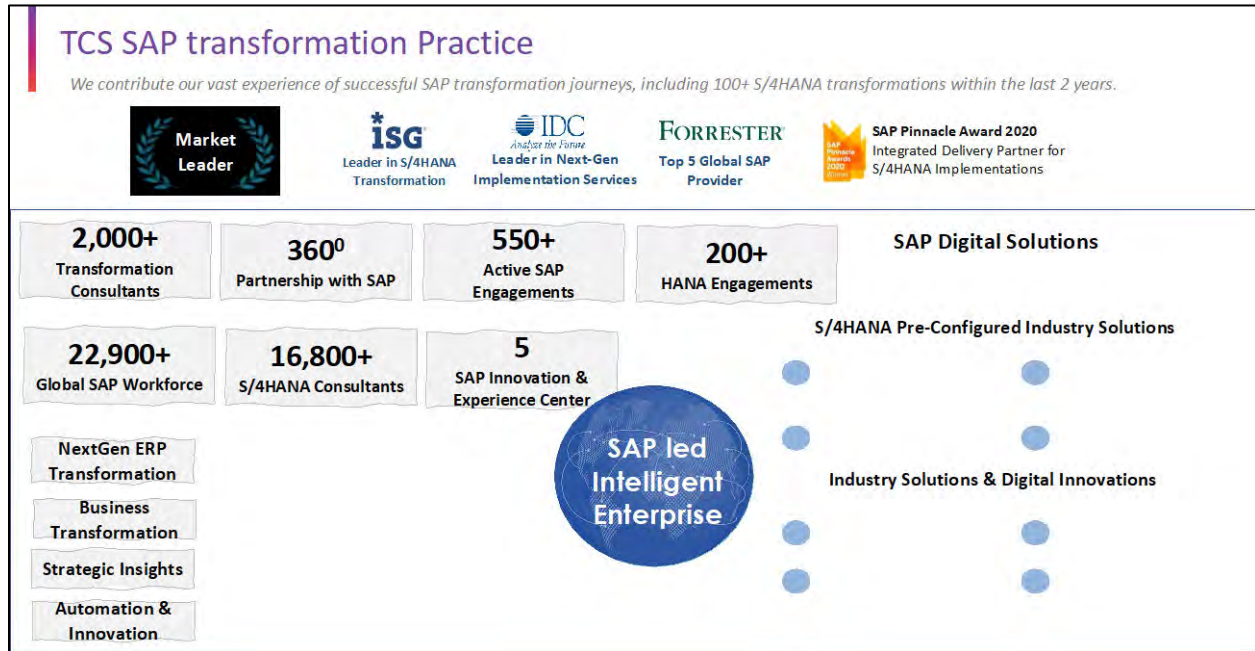 TCS SAP transformation Practice
We contribute our vast experience of successful SAP transformation journeys, including 100+ S/4HANA transformations within the last 2 years.
Market
Leader
ISG
Leader in S/4HANA
Transformation
IDC
Analyze the Future
Leader in Next-Gen
Implementation Services
FORRESTER
Top 5 Global SAP
Provider
SAP
Pinnacle
Awards
2020
Winner
SAP Pinnacle Award 2020
Integrated Delivery Partner for
S/4HANA Implementations
2,000+
Transformation
Consultants
360⁰
Partnership with SAP
550+
Active SAP
Engagements
200+
HANA Engagements
SAP Digital Solutions
22,900+
Global SAP Workforce
16,800+
S/4HANA Consultants
5
SAP Innovation &
Experience Center
S/4HANA Pre-Configured Industry Solutions
SAP led
Intelligent
Enterprise
Industry Solutions & Digital Innovations
NextGen ERP
Transformation
Business
Transformation
Strategic Insights
Automation &
Innovation